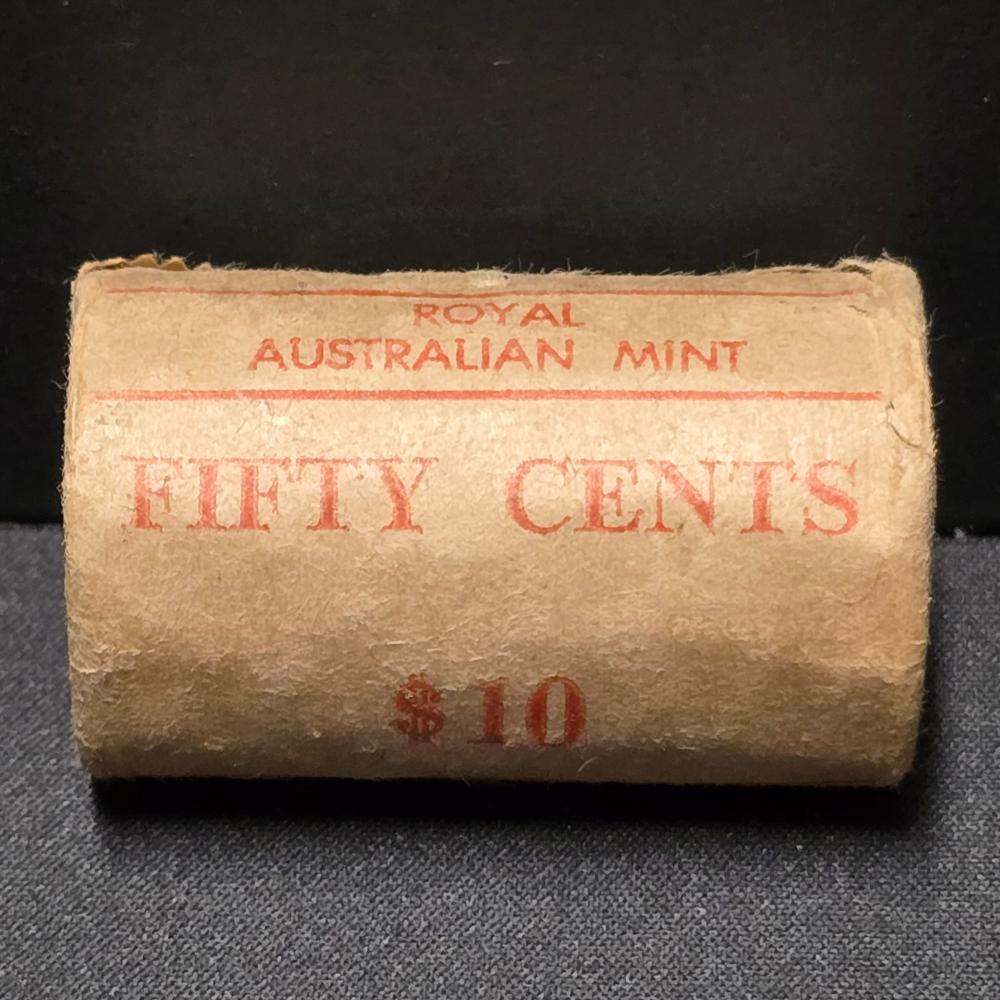 ROYAL
AUSTRALIAN MINT
FIFTY CENTS
$10